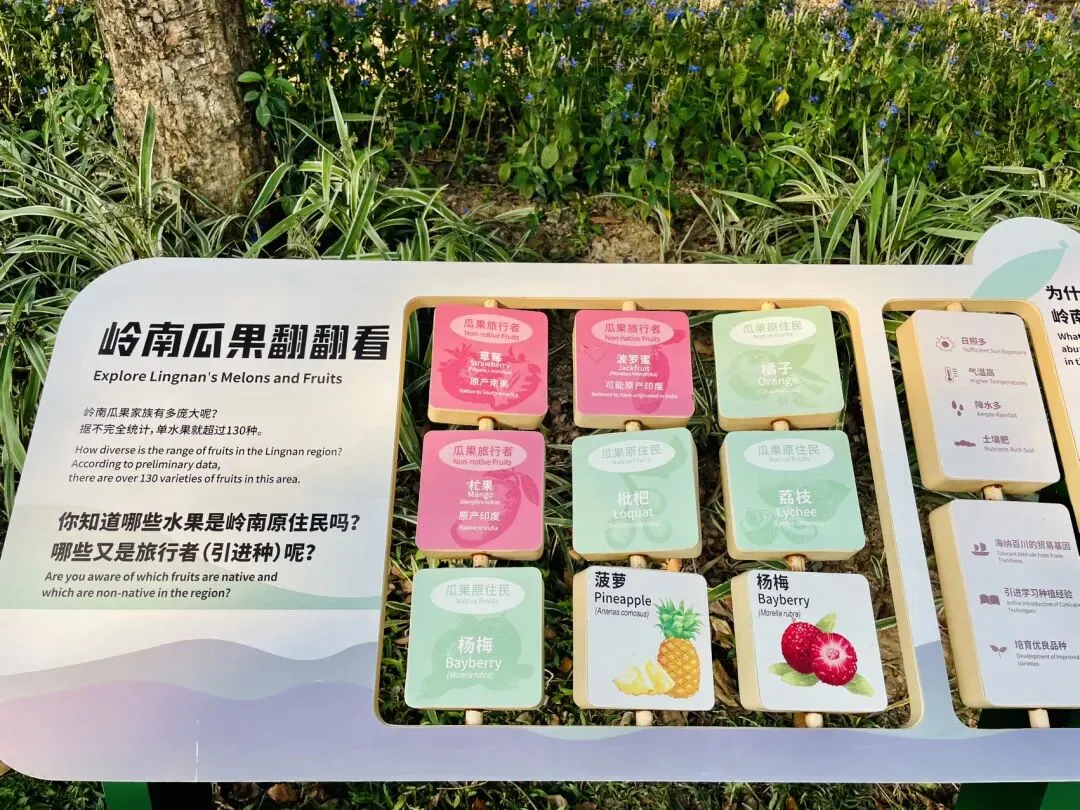 岭南瓜果翻翻看
Explore Lingnan's Melons and Fruits
岭南瓜果家族有多庞大呢?
据不完全统计,单水果就超过130种。
How diverse is the range of fruits in the Lingnan region?
According to preliminary data,
there are over 130 varieties of fruits in this area.
你知道哪些水果是岭南原住民吗?
哪些又是旅行者(引进种)呢?
Are you aware of which fruits are native and
which are non-native in the region?
瓜果旅行者
Non-native Fruits
草莓
Strawberry
原产南美
Native to South America
瓜果旅行者
Non-native Fruits
菠罗蜜
Jackfruit
可能原产印度
Believed to have originated in India
瓜果原住民
Native Fruits
橘子
Orange
瓜果旅行者
Non-native Fruits
杧果
Mango
原产印度
Native to India
瓜果原住民
Native Fruits
枇杷
Loquat
瓜果原住民
Native Fruits
荔枝
Lychee
(Litchi chinensis)
瓜果原住民
Native Fruits
杨梅
Bayberry
(Morella rubra)
菠萝
Pineapple
(Ananas comosus)
杨梅
Bayberry
(Morella rubra)
日照多
Sufficient Sun Exposure
气温高
Higher Temperatures
降水多
Ample Rainfall
土壤肥
Nutrient-Rich Soil
海纳百川的贸易基因
Tolerant Attitude from Trade
Traditions
引进学习种植经验
Active Introduction of Cultivation
Techniques
培育优良品种
Development of Improved
Varieties
为什
岭南
What
abu
in t